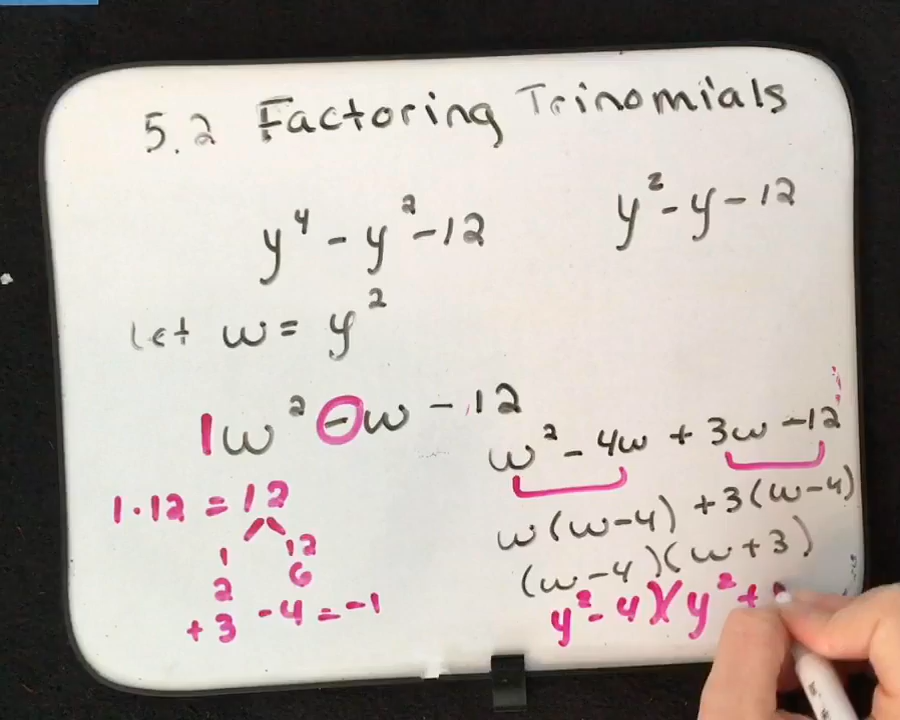 5.2 Factoring Trinomials
y⁴ - y² - 12
y² - y - 12
let w = y²
1w² - w - 12
1 · 12 = 12
1 12
2 6
+3 -4 = -1
w² - 4w + 3w - 12
w(w-4) + 3(w-4)
(w-4)(w+3)
y² - 4)(y² +